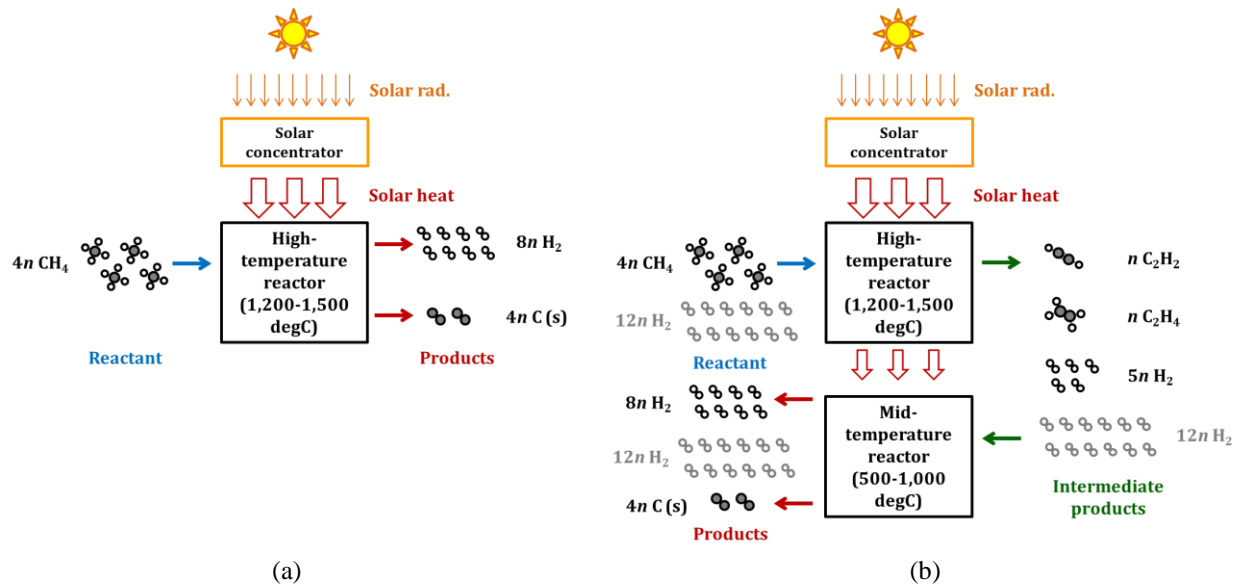 Solar rad.
Solar
concentrator
Solar heat
4n CH₄
High-
temperature
reactor
(1,200-1,500
degC)
8n H₂
4n C (s)
Reactant
Products
(a)
Solar rad.
Solar
concentrator
Solar heat
4n CH₄
12n H₂
Reactant
High-
temperature
reactor
(1,200-1,500
degC)
n C₂H₂
n C₂H₄
5n H₂
12n H₂
Intermediate
products
8n H₂
12n H₂
4n C (s)
Products
Mid-
temperature
reactor
(500-1,000
degC)
(b)